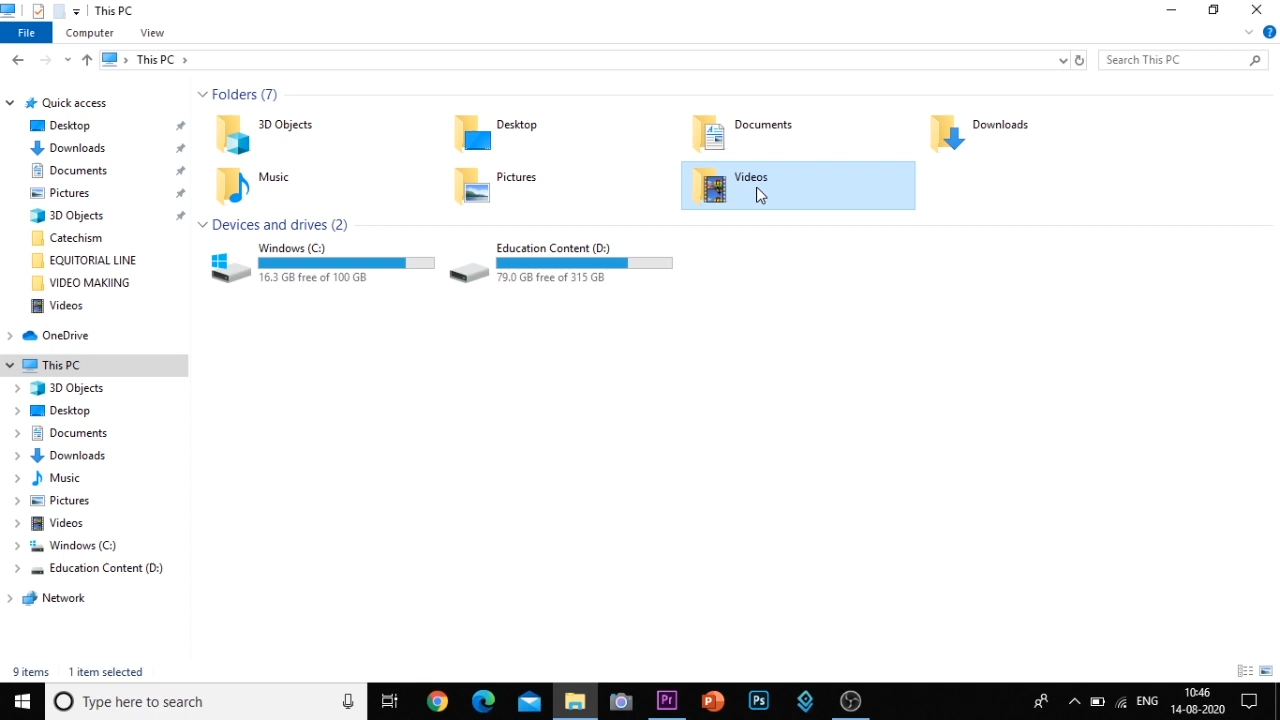 This PC
File Computer View
This PC
Search This PC
Quick access
Desktop
Downloads
Documents
Pictures
3D Objects
Catechism
EQUITORIAL LINE
VIDEO MAKIING
Videos
OneDrive
This PC
3D Objects
Desktop
Documents
Downloads
Music
Pictures
Videos
Windows (C:)
Education Content (D:)
Network
Folders (7)
3D Objects
Desktop
Documents
Downloads
Music
Pictures
Videos
Devices and drives (2)
Windows (C:)
16.3 GB free of 100 GB
Education Content (D:)
79.0 GB free of 315 GB
9 items 1 item selected
Type here to search
Pr
P
Ps
ENG
10:46
14-08-2020